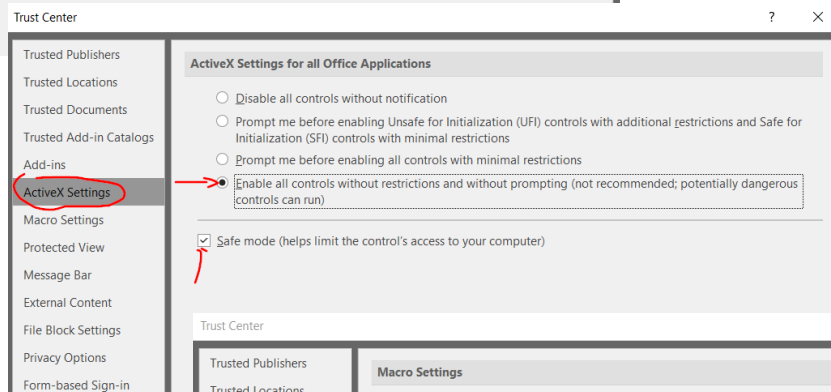 Trust Center
?
Trusted Publishers
Trusted Locations
Trusted Documents
Trusted Add-in Catalogs
Add-ins
ActiveX Settings
Macro Settings
Protected View
Message Bar
External Content
File Block Settings
Privacy Options
Form-based Sign-in
ActiveX Settings for all Office Applications
Disable all controls without notification
Prompt me before enabling Unsafe for Initialization (UFI) controls with additional restrictions and Safe for
Initialization (SFI) controls with minimal restrictions
Prompt me before enabling all controls with minimal restrictions
Enable all controls without restrictions and without prompting (not recommended; potentially dangerous
controls can run)
Safe mode (helps limit the control's access to your computer)
Trust Center
Trusted Publishers
Trusted Locations
Macro Settings